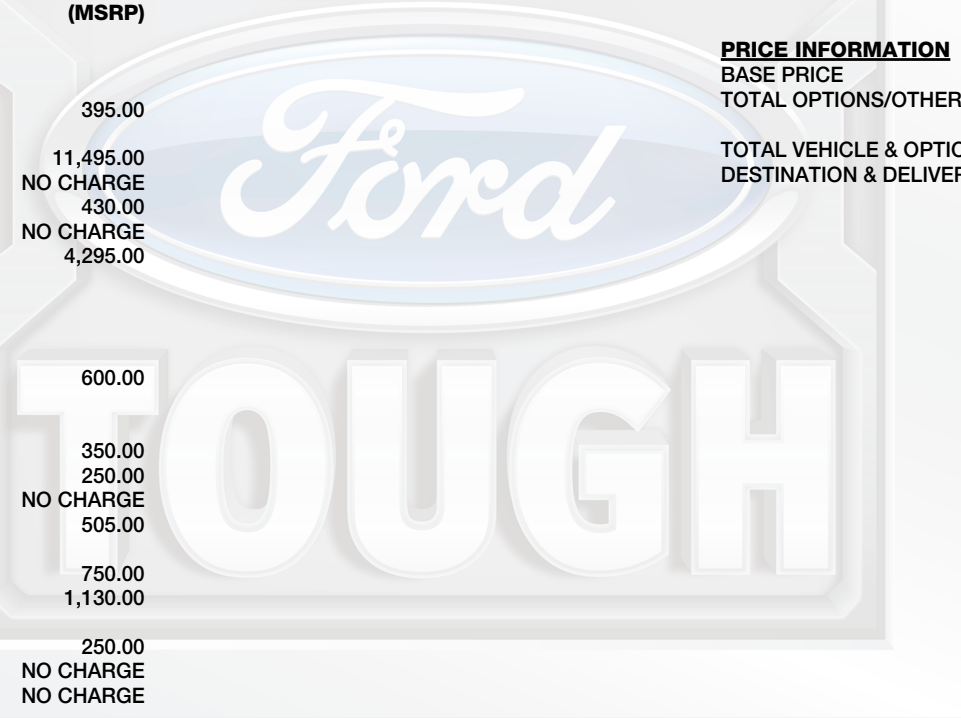 (MSRP)
395.00
11,495.00
NO CHARGE
430.00
NO CHARGE
4,295.00
600.00
350.00
250.00
NO CHARGE
505.00
750.00
1,130.00
250.00
NO CHARGE
NO CHARGE
PRICE INFORMATION
BASE PRICE
TOTAL OPTIONS/OTHER
TOTAL VEHICLE & OPTIO
DESTINATION & DELIVER
Ford
TOUGH